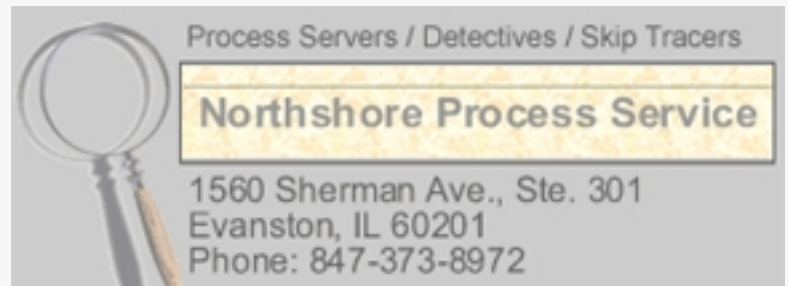 Process Servers / Detectives / Skip Tracers
Northshore Process Service
1560 Sherman Ave., Ste. 301
Evanston, IL 60201
Phone: 847-373-8972